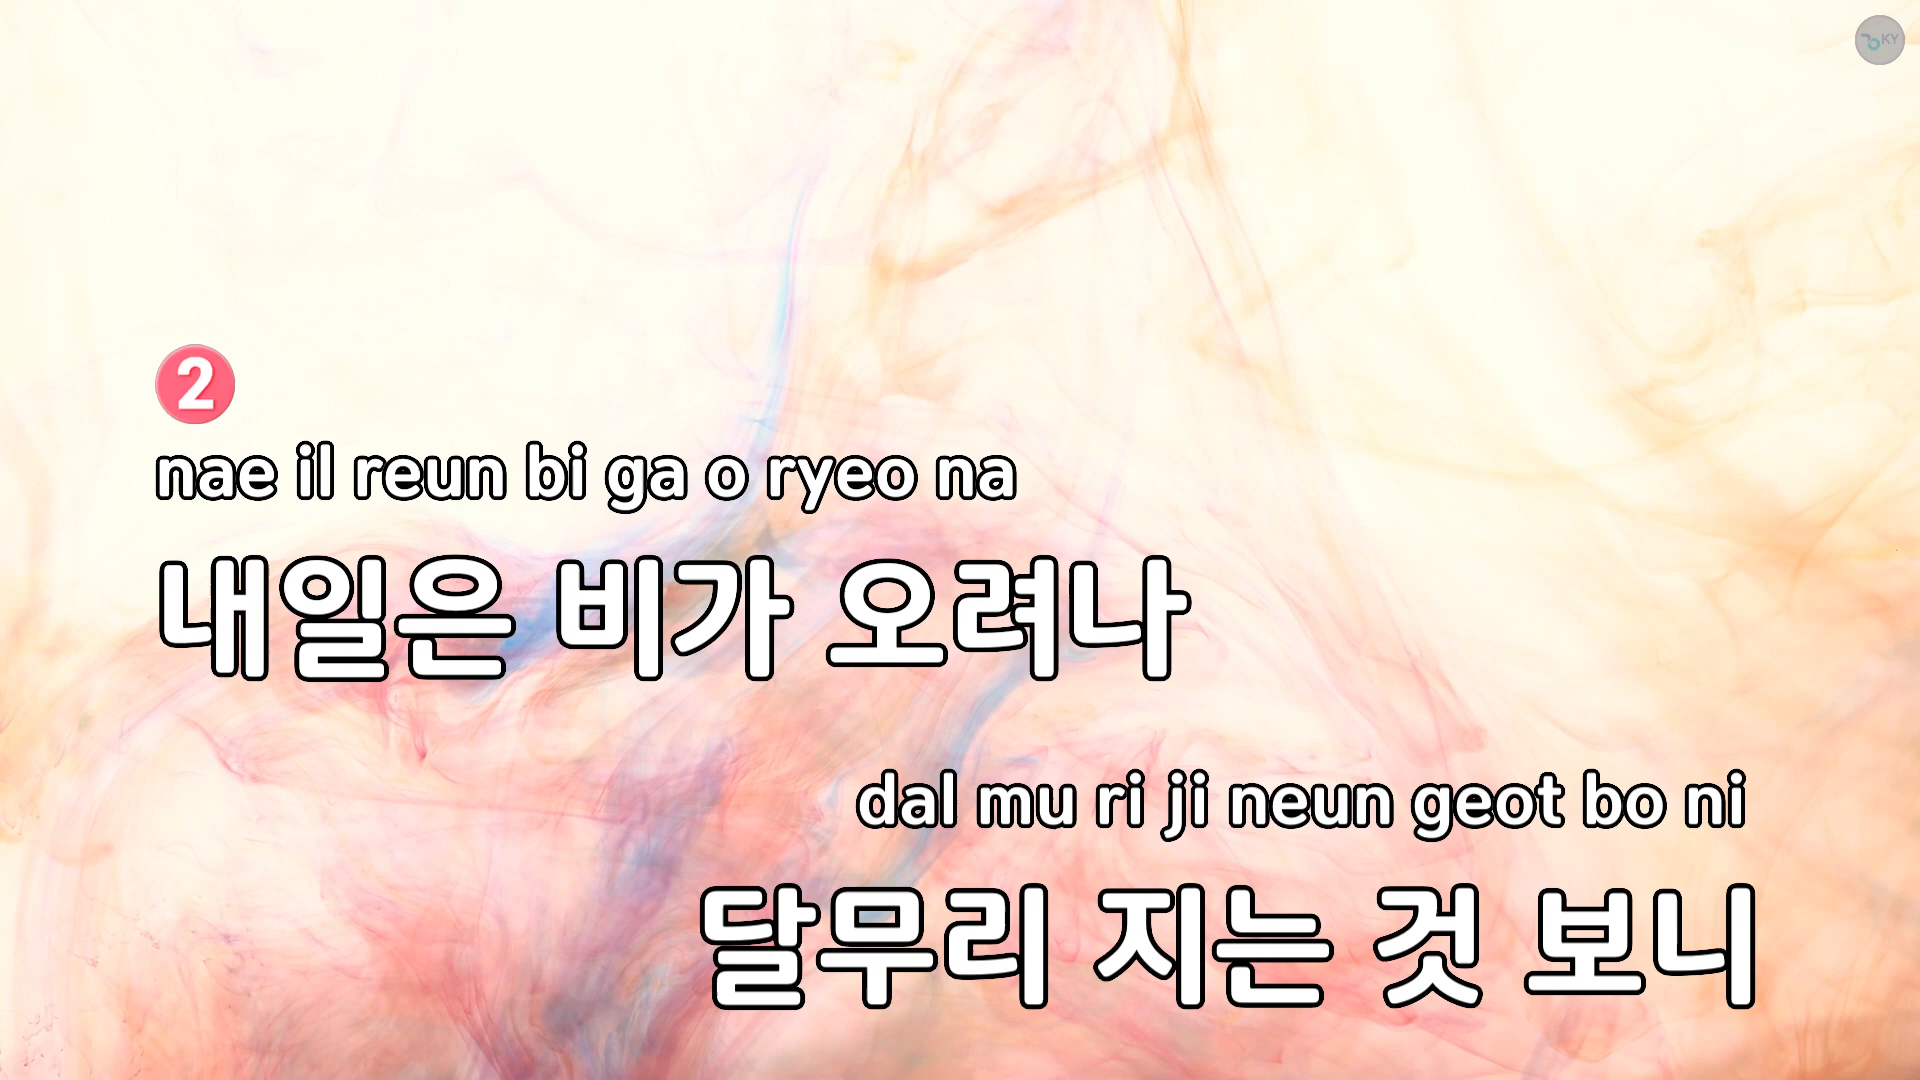 KY
2
nae il reun bi ga o ryeo na
내일은 비가 오려나
dal mu ri ji neun geot bo ni
달무리 지는 것 보니